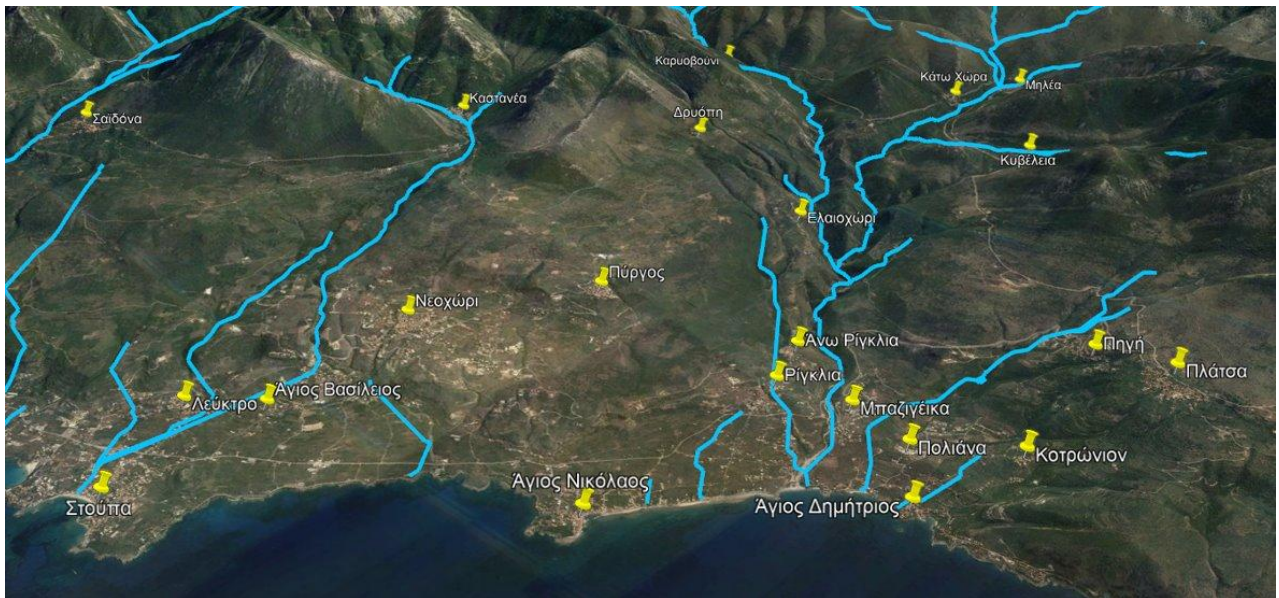 Καρυοβούνι
Κάτω Χώρα
Μηλέα
Καστανέα
Σαϊδόνα
Δρυόπη
Κυβέλεια
Ελαιοχώρι
Πύργος
Νεοχώρι
Άνω Ρίγκλια
Πηγή
Πλάτσα
Ρίγκλια
Άγιος Βασίλειος
Λεύκτρο
Μπαζιγέικα
Πολιάνα
Κοτρώνιον
Άγιος Νικόλαος
Στούπα
Άγιος Δημήτριος